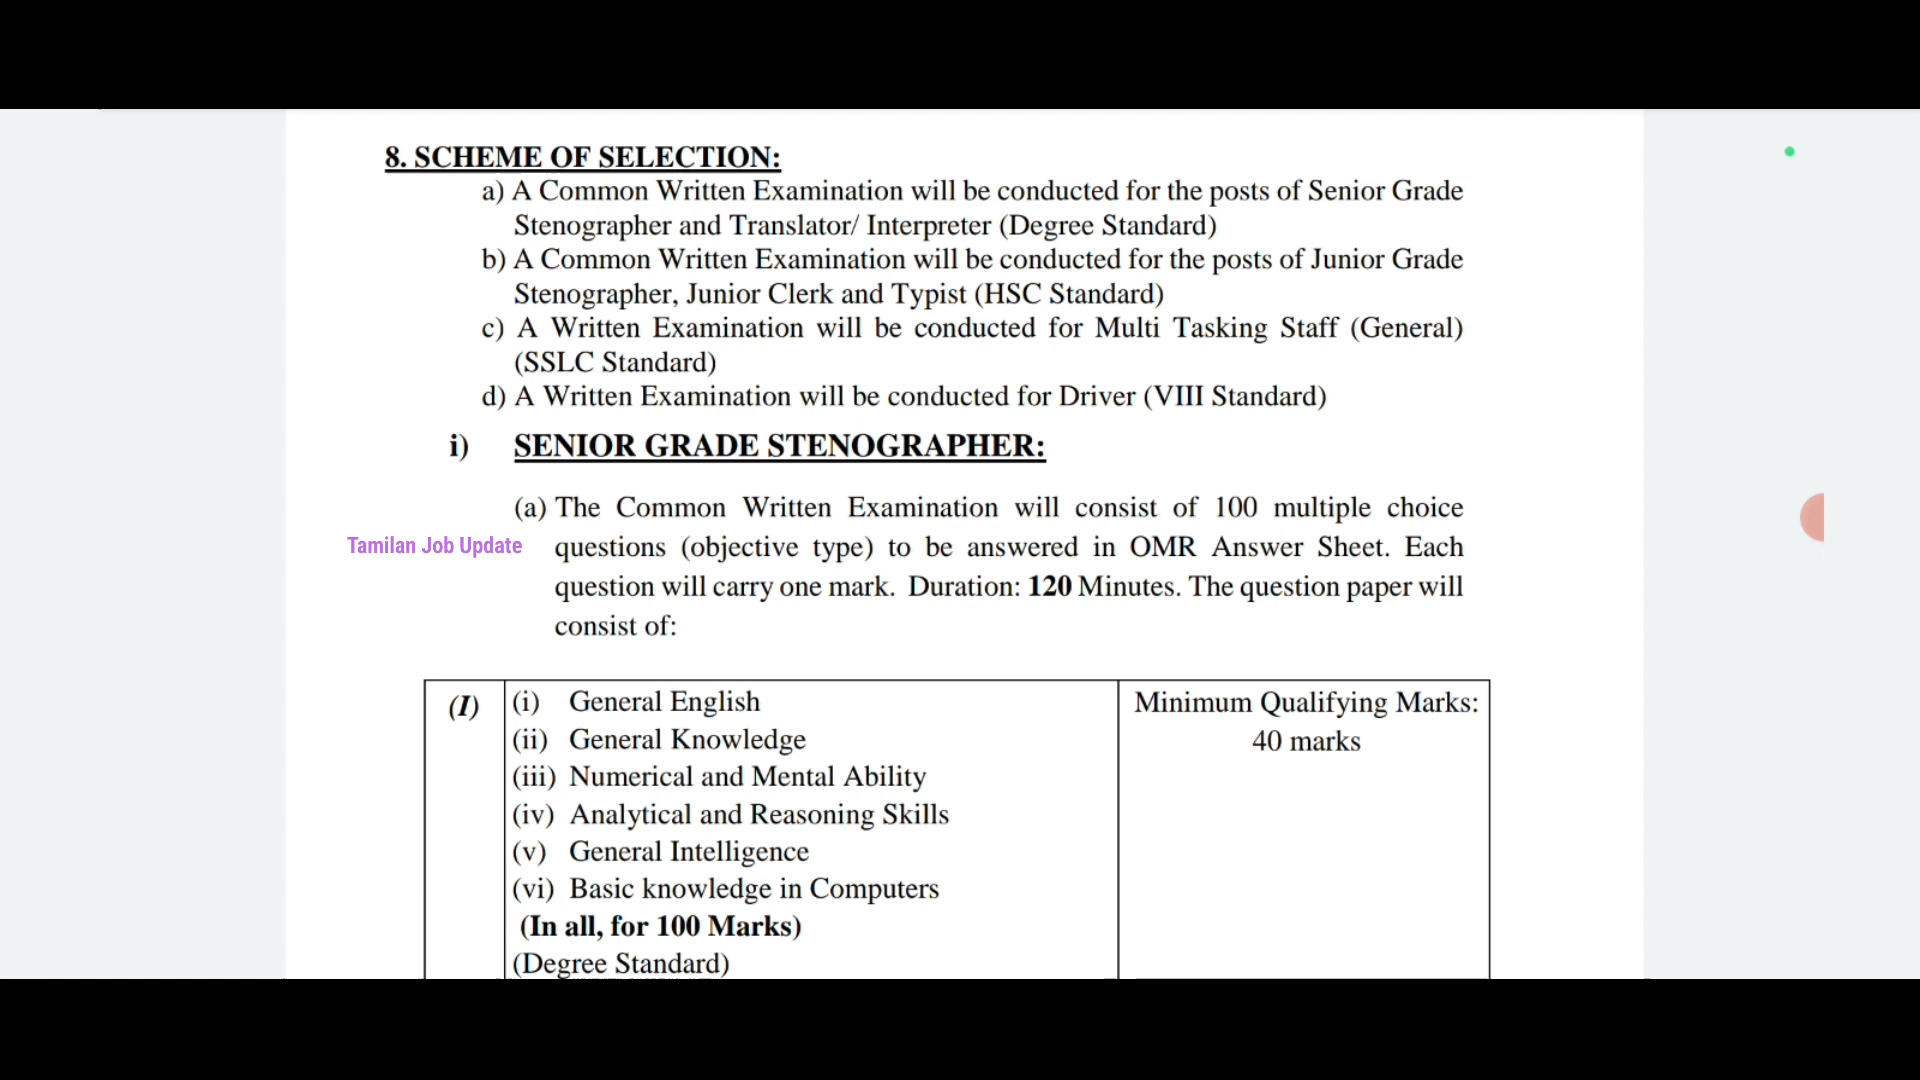 8. SCHEME OF SELECTION:
a) A Common Written Examination will be conducted for the posts of Senior Grade
Stenographer and Translator/ Interpreter (Degree Standard)
b) A Common Written Examination will be conducted for the posts of Junior Grade
Stenographer, Junior Clerk and Typist (HSC Standard)
c) A Written Examination will be conducted for Multi Tasking Staff (General)
(SSLC Standard)
d) A Written Examination will be conducted for Driver (VIII Standard)
i) SENIOR GRADE STENOGRAPHER:
(a) The Common Written Examination will consist of 100 multiple choice
Tamilan Job Update
questions (objective type) to be answered in OMR Answer Sheet. Each
question will carry one mark. Duration: 120 Minutes. The question paper will
consist of:
(I) (i) General English
(ii) General Knowledge
(iii) Numerical and Mental Ability
(iv) Analytical and Reasoning Skills
(v) General Intelligence
(vi) Basic knowledge in Computers
(In all, for 100 Marks)
(Degree Standard)
Minimum Qualifying Marks:
40 marks